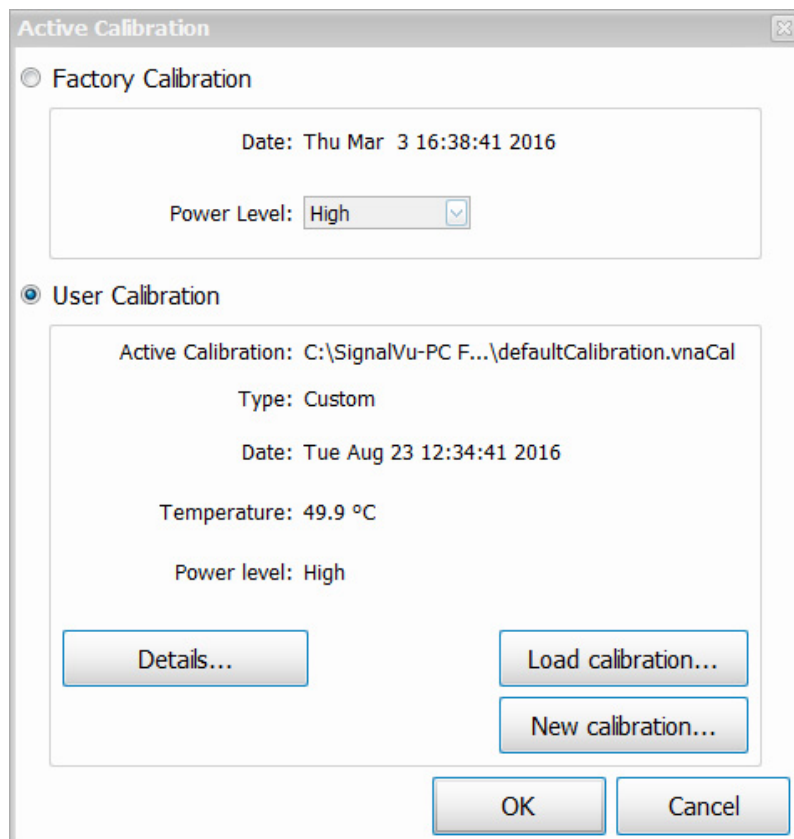 Active Calibration
Factory Calibration
Date: Thu Mar 3 16:38:41 2016
Power Level: High
User Calibration
Active Calibration: C:\SignalVu-PC F...\defaultCalibration.vnaCal
Type: Custom
Date: Tue Aug 23 12:34:41 2016
Temperature: 49.9 ºC
Power level: High
Details...
Load calibration...
New calibration...
OK
Cancel